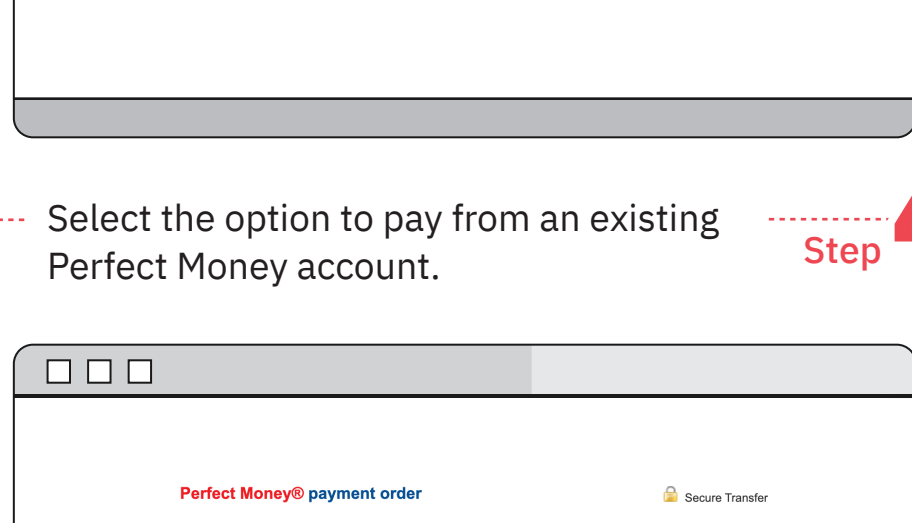 Select the option to pay from an existing
Perfect Money account.
Step
Perfect Money® payment order
Secure Transfer